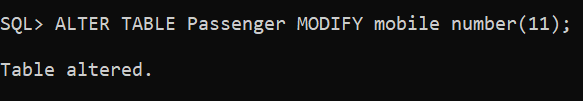 SQL> ALTER TABLE Passenger MODIFY mobile number(11);
Table altered.